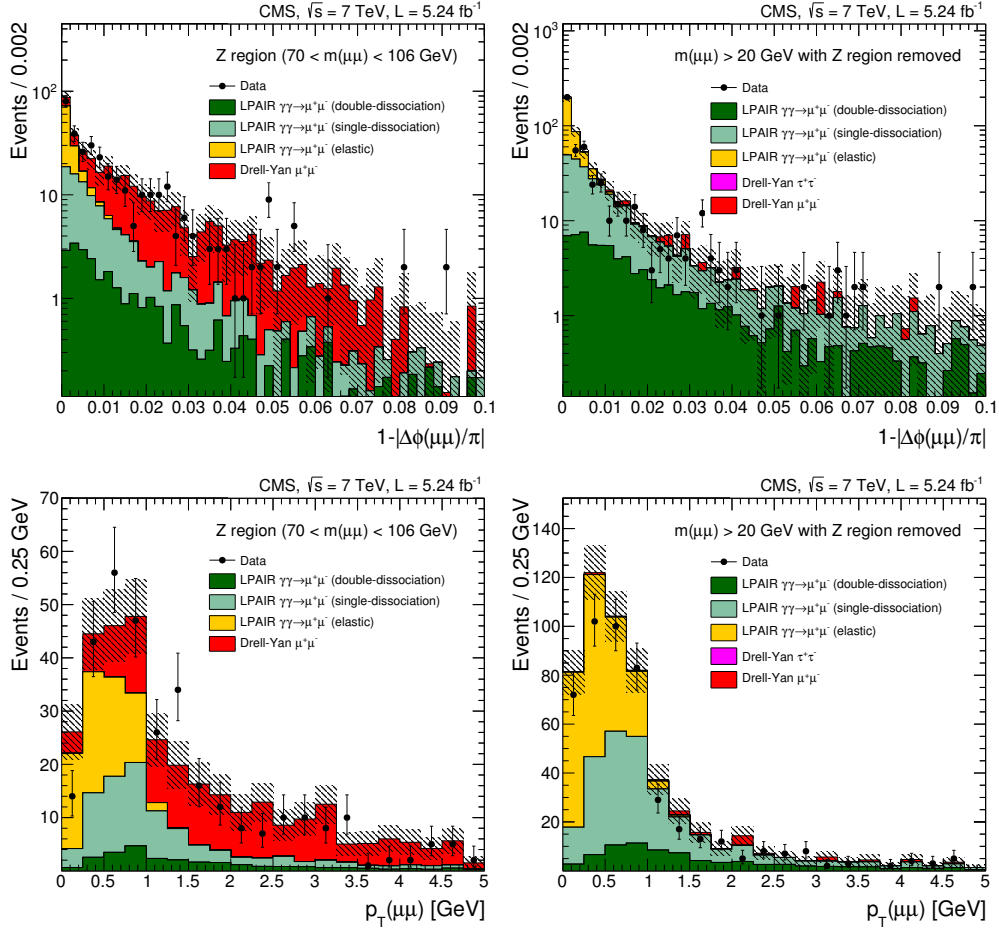 CMS, √s = 7 TeV, L = 5.24 fb⁻¹
Events / 0.002
Z region (70 < m(μμ) < 106 GeV)
Data
LPAIR γγ→μ⁺μ⁻ (double-dissociation)
LPAIR γγ→μ⁺μ⁻ (single-dissociation)
LPAIR γγ→μ⁺μ⁻ (elastic)
Drell-Yan μ⁺μ⁻
10²
10
1
0 0.01 0.02 0.03 0.04 0.05 0.06 0.07 0.08 0.09 0.1
1-|Δϕ(μμ)/π|
CMS, √s = 7 TeV, L = 5.24 fb⁻¹
Events / 0.002
m(μμ) > 20 GeV with Z region removed
Data
LPAIR γγ→μ⁺μ⁻ (double-dissociation)
LPAIR γγ→μ⁺μ⁻ (single-dissociation)
LPAIR γγ→μ⁺μ⁻ (elastic)
Drell-Yan τ⁺τ⁻
Drell-Yan μ⁺μ⁻
10³
10²
10
1
0 0.01 0.02 0.03 0.04 0.05 0.06 0.07 0.08 0.09 0.1
1-|Δϕ(μμ)/π|
CMS, √s = 7 TeV, L = 5.24 fb⁻¹
Events / 0.25 GeV
Z region (70 < m(μμ) < 106 GeV)
Data
LPAIR γγ→μ⁺μ⁻ (double-dissociation)
LPAIR γγ→μ⁺μ⁻ (single-dissociation)
LPAIR γγ→μ⁺μ⁻ (elastic)
Drell-Yan μ⁺μ⁻
70
60
50
40
30
20
10
0
0 0.5 1 1.5 2 2.5 3 3.5 4 4.5 5
p_T(μμ) [GeV]
CMS, √s = 7 TeV, L = 5.24 fb⁻¹
Events / 0.25 GeV
m(μμ) > 20 GeV with Z region removed
Data
LPAIR γγ→μ⁺μ⁻ (double-dissociation)
LPAIR γγ→μ⁺μ⁻ (single-dissociation)
LPAIR γγ→μ⁺μ⁻ (elastic)
Drell-Yan τ⁺τ⁻
Drell-Yan μ⁺μ⁻
140
120
100
80
60
40
20
0
0 0.5 1 1.5 2 2.5 3 3.5 4 4.5 5
p_T(μμ) [GeV]